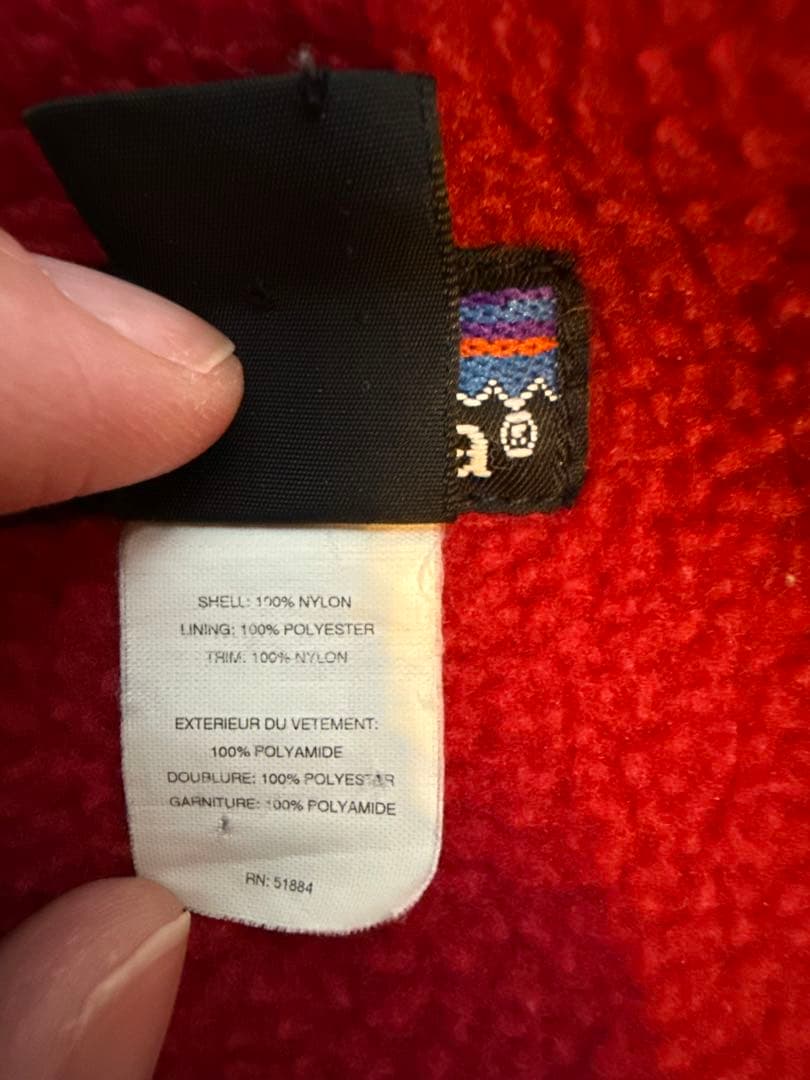 a®
SHELL: 100% NYLON
LINING: 100% POLYESTER
TRIM: 100% NYLON
EXTERIEUR DU VETEMENT:
100% POLYAMIDE
DOUBLURE: 100% POLYESTER
GARNITURE: 100% POLYAMIDE
RN: 51884